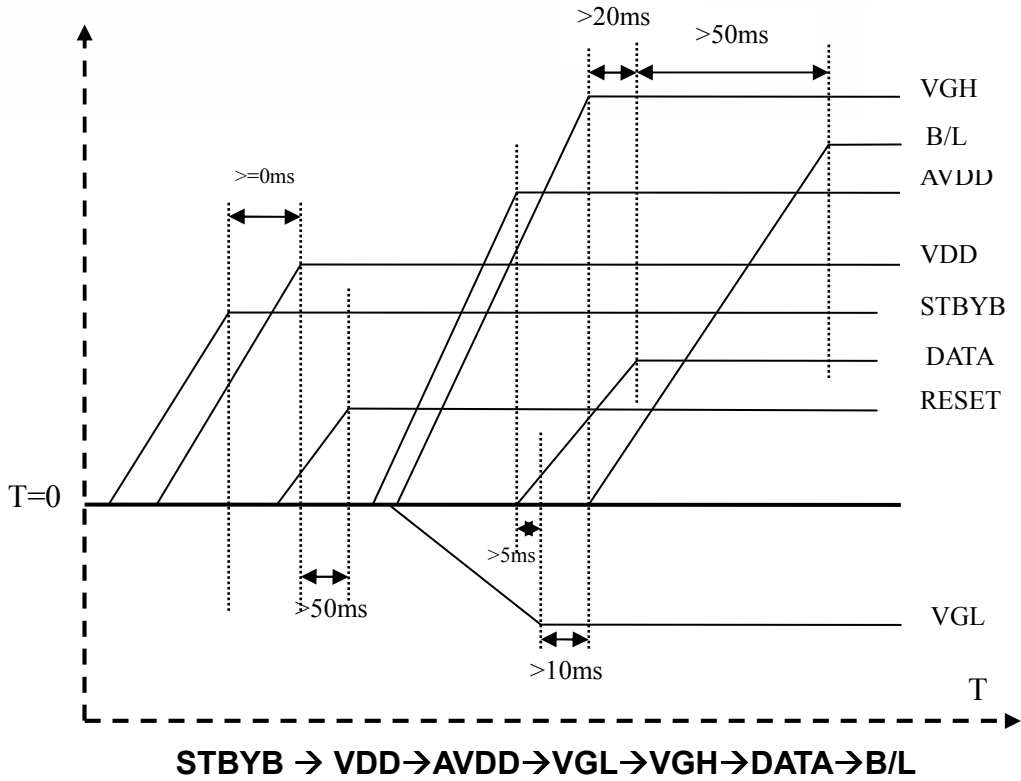 >20ms
>50ms
VGH
B/L
AVDD
>=0ms
VDD
STBYB
DATA
RESET
T=0
>5ms
>50ms
VGL
>10ms
T
STBYB → VDD→AVDD→VGL→VGH→DATA→B/L